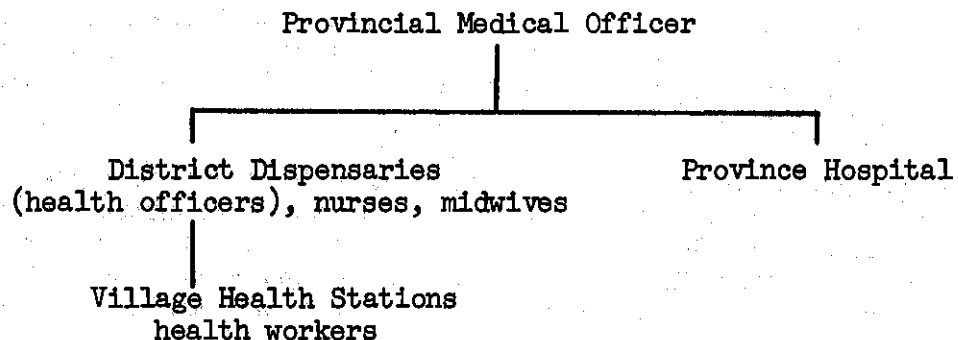 Provincial Medical Officer
District Dispensaries
(health officers), nurses, midwives
Province Hospital
Village Health Stations
health workers